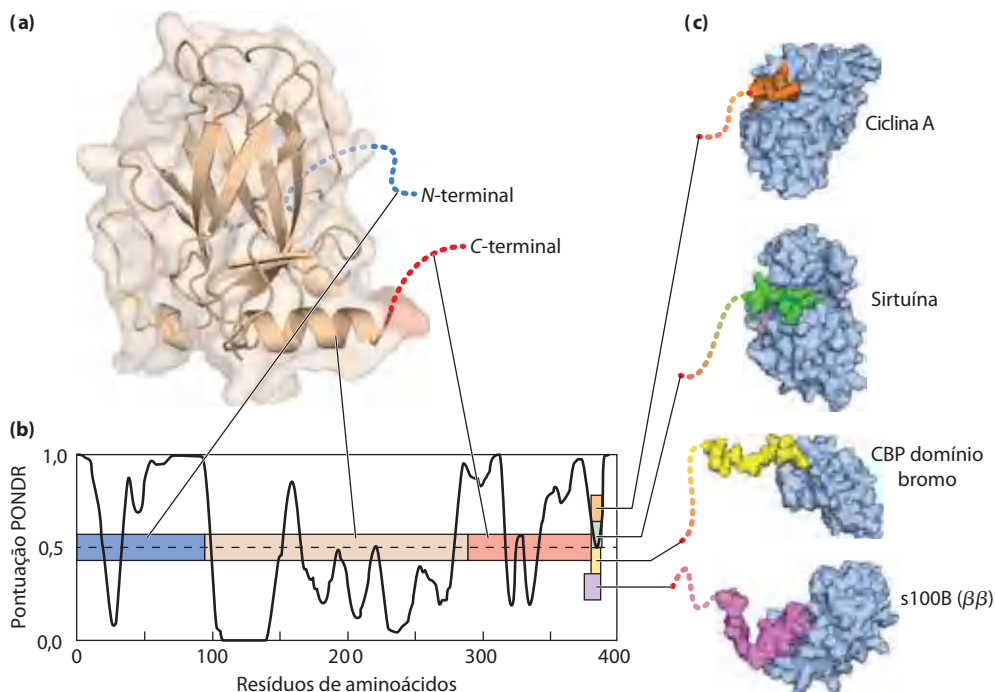 (a)
N-terminal
C-terminal
(b)
1,0
0,5
0,0
Pontuação PONDR
0
100
200
300
400
Resíduos de aminoácidos
(c)
Ciclina A
Sirtuína
CBP domínio
bromo
s100B (ββ)